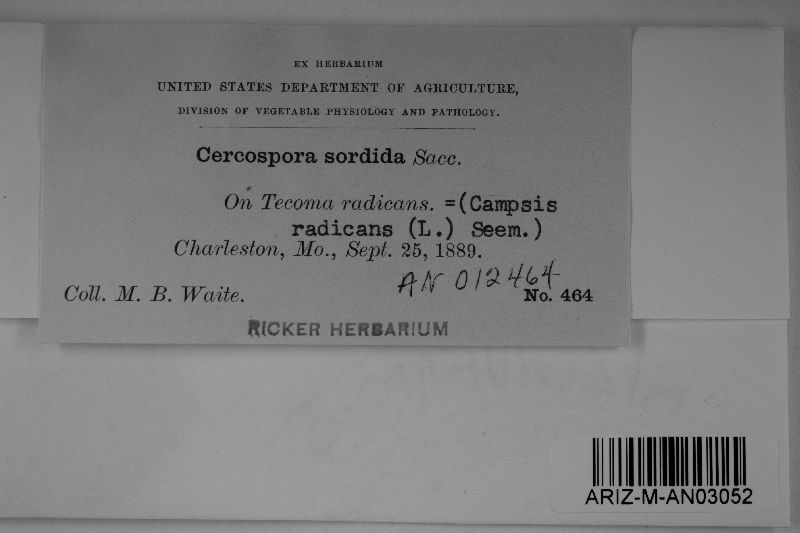 EX HERBARIUM
UNITED STATES DEPARTMENT OF AGRICULTURE,
DIVISION OF VEGETABLE PHYSIOLOGY AND PATHOLOGY.
Cercospora sordida Sacc.
On Tecoma radicans. =(Campsis
radicans (L.) Seem.)
Charleston, Mo., Sept. 25, 1889.
AN 012464
Coll. M. B. Waite. No. 464
RICKER HERBARIUM
ARIZ-M-AN03052